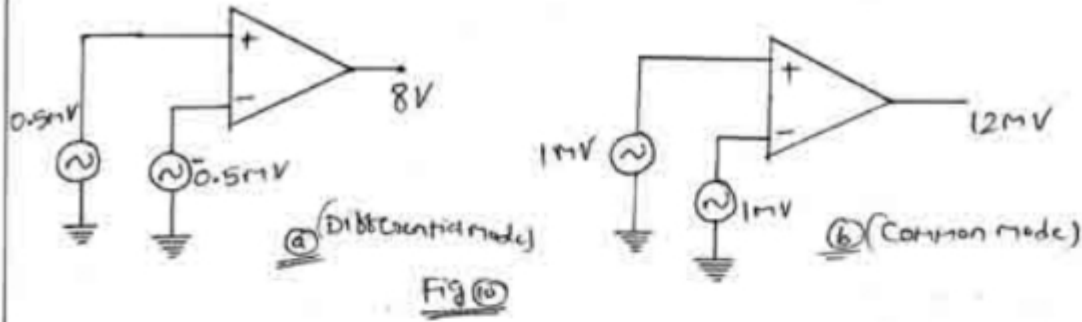 +
-
8V
0.5mV
-0.5mV
ⓐ (Differential mode)
+
-
12mV
1mV
1mV
ⓑ (Common mode)
Fig ⑩